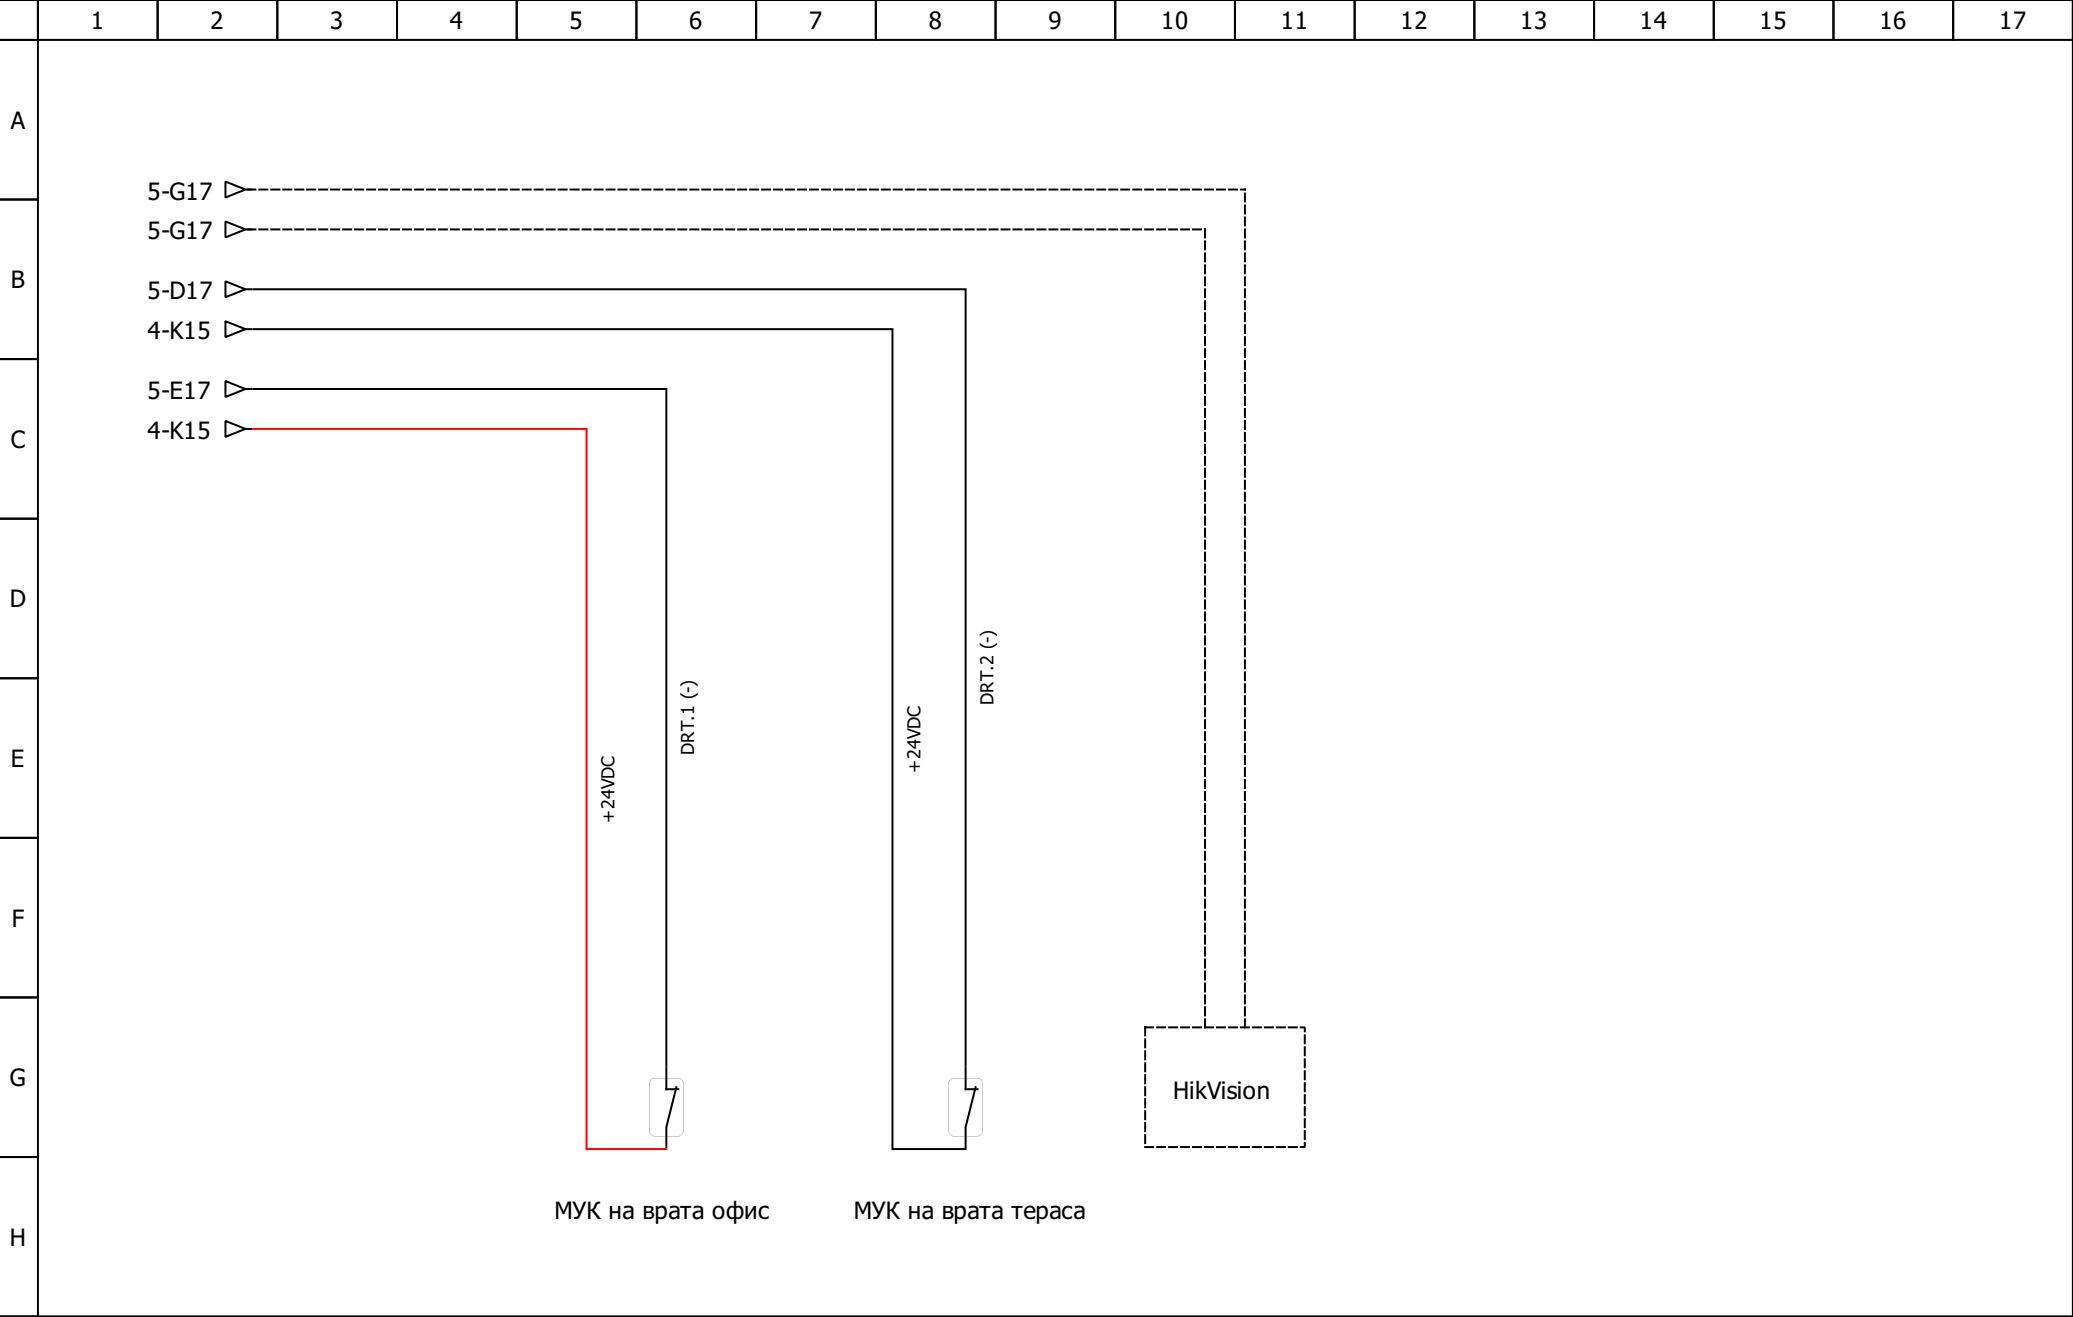 1 2 3 4 5 6 7 8 9 10 11 12 13 14 15 16 17
A
5-G17
5-G17
B
5-D17
4-K15
5-E17
4-K15
C
D
DRT.2 (-)
DRT.1 (-)
+24VDC
E
+24VDC
F
G
HikVision
МУК на врата офис
МУК на врата тераса
H